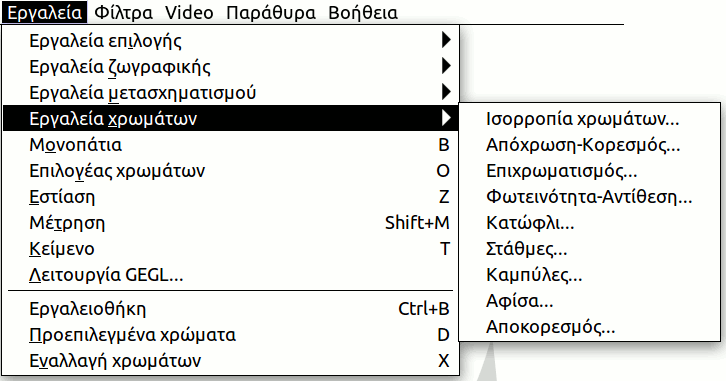 Εργαλεία Φίλτρα Video Παράθυρα Βοήθεια
Εργαλεία επιλογής
Εργαλεία ζωγραφικής
Εργαλεία μετασχηματισμού
Εργαλεία χρωμάτων
Μονοπάτια B
Επιλογέας χρωμάτων O
Εστίαση Z
Μέτρηση Shift+M
Κείμενο T
Λειτουργία GEGL...
Εργαλειοθήκη Ctrl+B
Προεπιλεγμένα χρώματα D
Εναλλαγή χρωμάτων X
Ισορροπία χρωμάτων...
Απόχρωση-Κορεσμός...
Επιχρωματισμός...
Φωτεινότητα-Αντίθεση...
Κατώφλι...
Στάθμες...
Καμπύλες...
Αφίσα...
Αποκορεσμός...